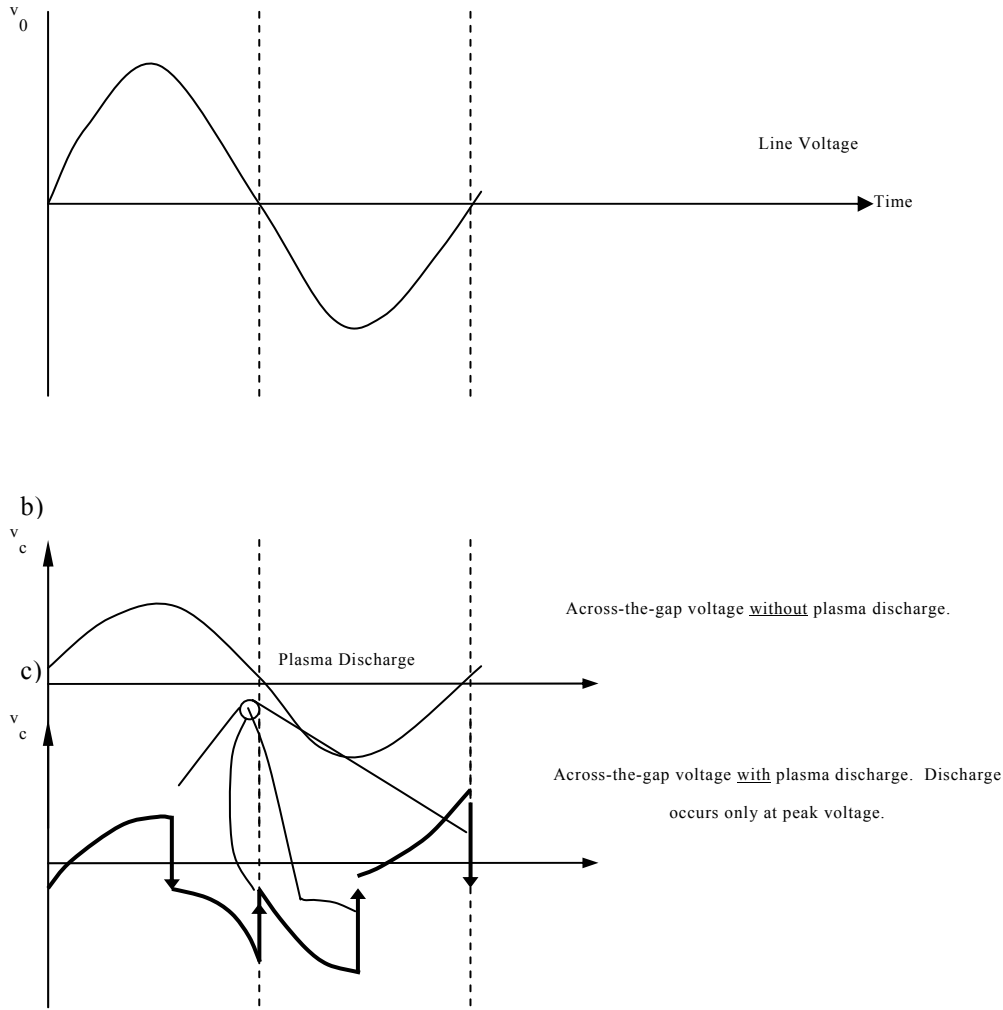 v
0
Line Voltage
Time
b)
v
c
Across-the-gap voltage without plasma discharge.
Plasma Discharge
c)
v
c
Across-the-gap voltage with plasma discharge.  Discharge
occurs only at peak voltage.